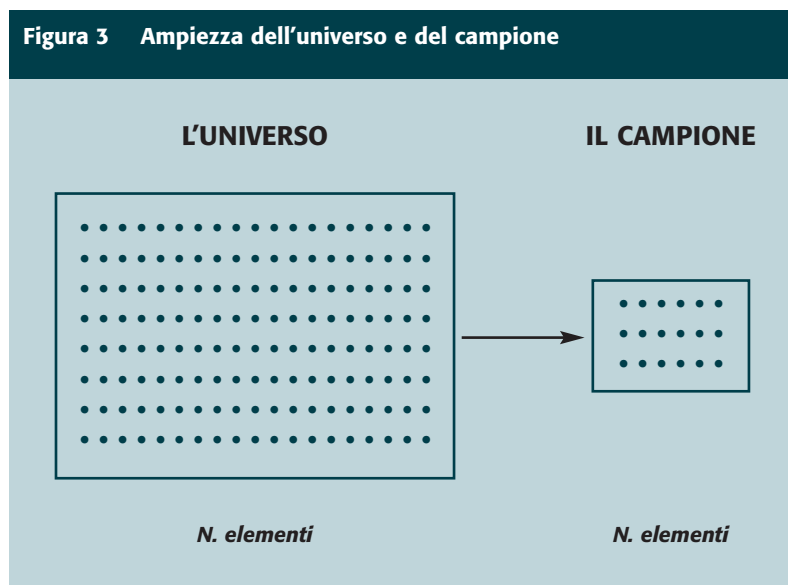 Figura 3 Ampiezza dell’universo e del campione
L’UNIVERSO
IL CAMPIONE
N. elementi
N. elementi